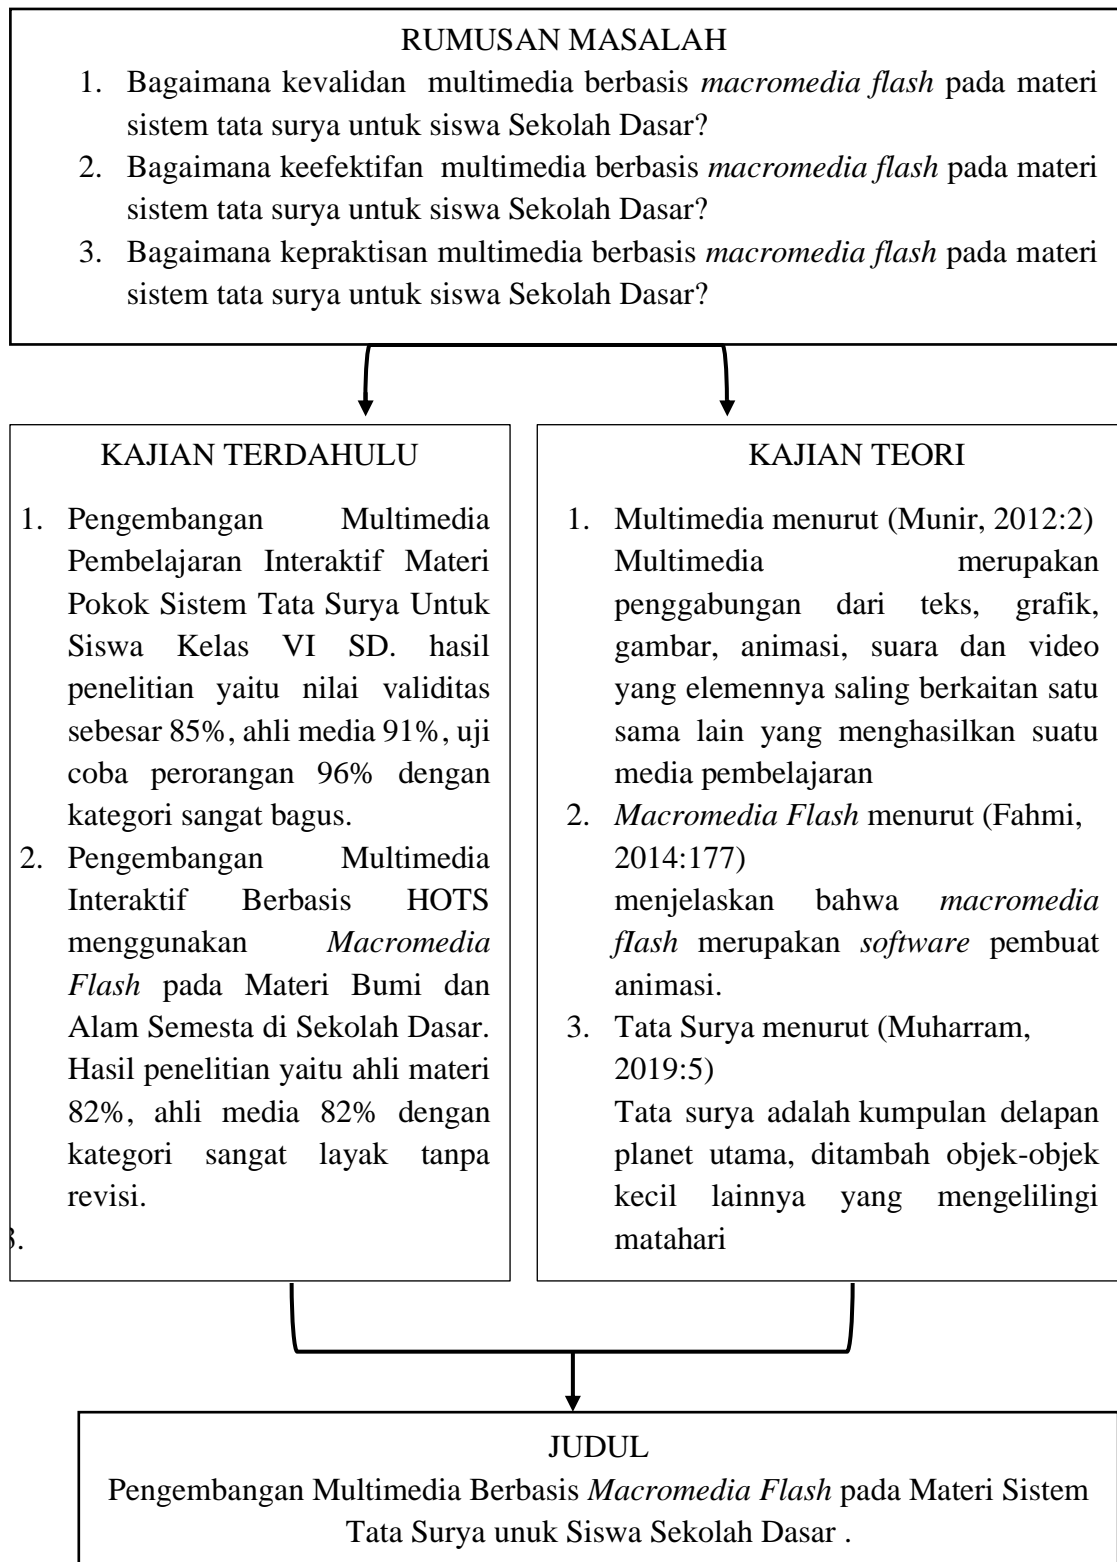 RUMUSAN MASALAH
1. Bagaimana kevalidan multimedia berbasis macromedia flash pada materi
sistem tata surya untuk siswa Sekolah Dasar?
2. Bagaimana keefektifan multimedia berbasis macromedia flash pada materi
sistem tata surya untuk siswa Sekolah Dasar?
3. Bagaimana kepraktisan multimedia berbasis macromedia flash pada materi
sistem tata surya untuk siswa Sekolah Dasar?
KAJIAN TERDAHULU
1. Pengembangan Multimedia
Pembelajaran Interaktif Materi
Pokok Sistem Tata Surya Untuk
Siswa Kelas VI SD. hasil
penelitian yaitu nilai validitas
sebesar 85%, ahli media 91%, uji
coba perorangan 96% dengan
kategori sangat bagus.
2. Pengembangan Multimedia
Interaktif Berbasis HOTS
menggunakan Macromedia
Flash pada Materi Bumi dan
Alam Semesta di Sekolah Dasar.
Hasil penelitian yaitu ahli materi
82%, ahli media 82% dengan
kategori sangat layak tanpa
revisi.
3.
KAJIAN TEORI
1. Multimedia menurut (Munir, 2012:2)
Multimedia merupakan
penggabungan dari teks, grafik,
gambar, animasi, suara dan video
yang elemennya saling berkaitan satu
sama lain yang menghasilkan suatu
media pembelajaran
2. Macromedia Flash menurut (Fahmi,
2014:177)
menjelaskan bahwa macromedia
flash merupakan software pembuat
animasi.
3. Tata Surya menurut (Muharram,
2019:5)
Tata surya adalah kumpulan delapan
planet utama, ditambah objek-objek
kecil lainnya yang mengelilingi
matahari
JUDUL
Pengembangan Multimedia Berbasis Macromedia Flash pada Materi Sistem
Tata Surya unuk Siswa Sekolah Dasar .